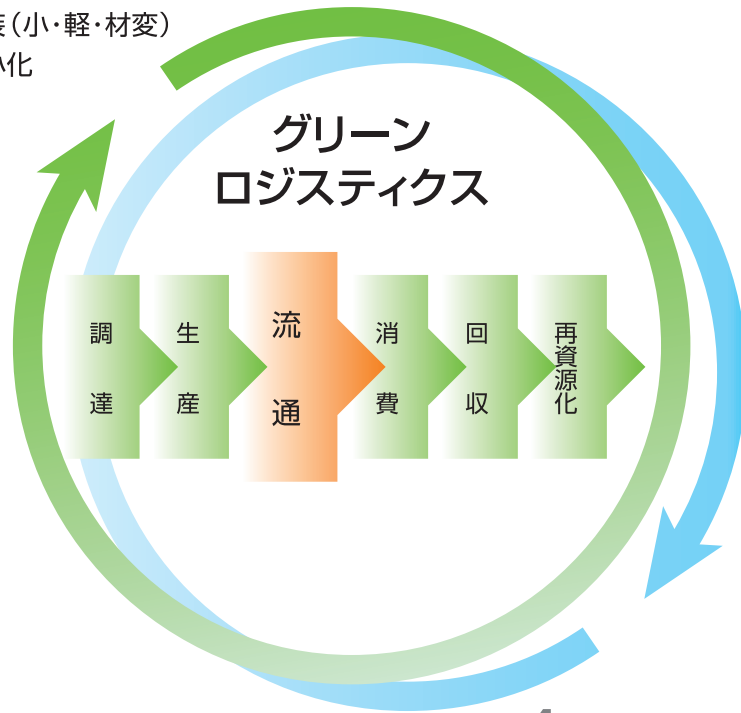 (小・軽・材変)
化
グリーン
ロジスティクス
調達
生産
流通
消費
回収
再資源化